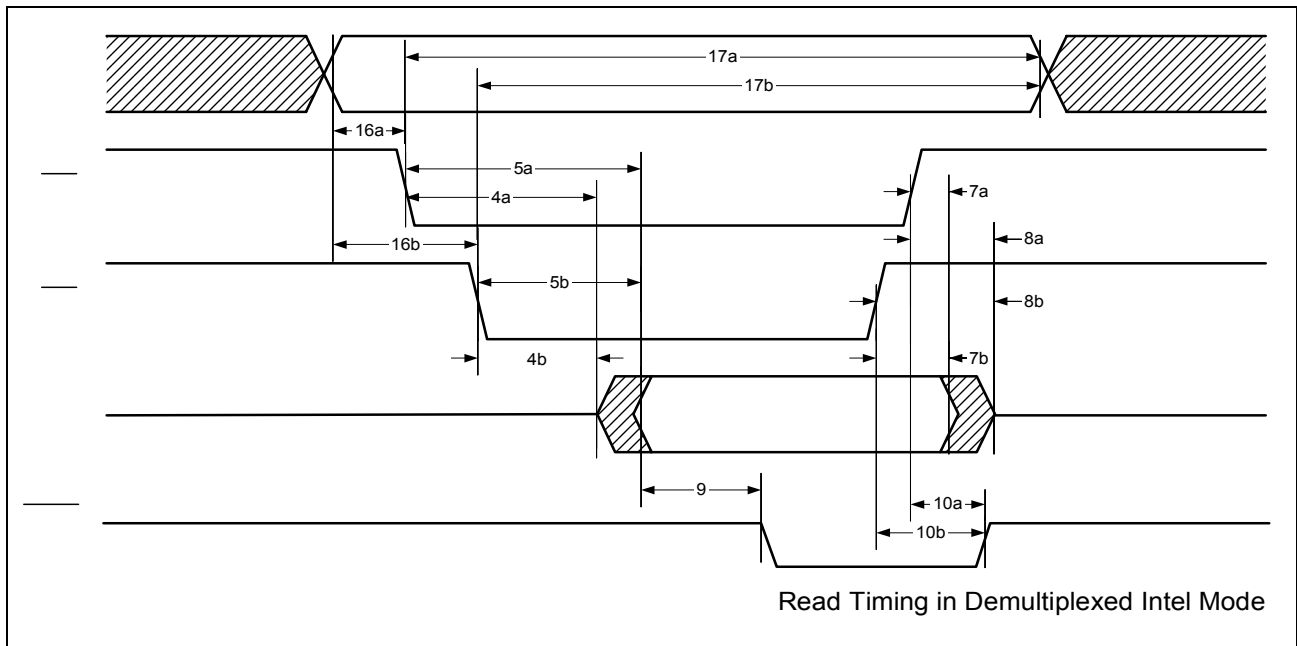 17a
17b
16a
5a
4a
7a
16b
8a
5b
8b
4b
7b
9
10a
10b
Read Timing in Demultiplexed Intel Mode